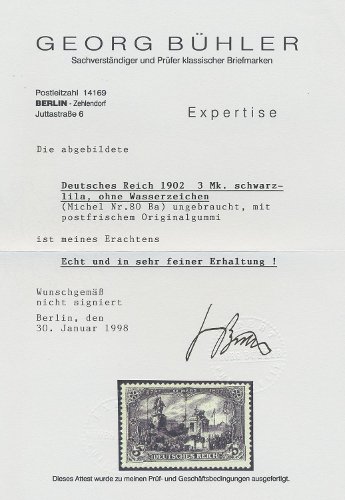 GEORG BÜHLER
Sachverständiger und Prüfer klassischer Briefmarken
Postleitzahl 14169
BERLIN - Zehlendorf
Juttastraße 6
Expertise
Die abgebildete
Deutsches Reich 1902 3 Mk. schwarz-
lila, ohne Wasserzeichen
(Michel Nr.80 Ba) ungebraucht, mit
postfrischem Originalgummi
ist meines Erachtens
Echt und in sehr feiner Erhaltung !
Wunschgemäß
nicht signiert
Berlin, den
30. Januar 1998
DEUTSCHES REICH
Dieses Attest wurde zu meinen Prüf- und Geschäftsbedingungen ausgefertigt.